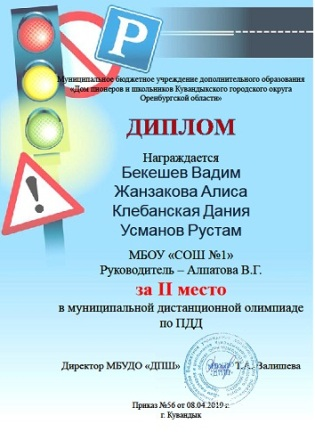 P
Муниципальное бюджетное учреждение дополнительного образования
«Дом пионеров и школьников Кувандыкского городского округа
Оренбургской области»
ДИПЛОМ
Награждается
Бекешев Вадим
Жанзакова Алиса
Клебанская Дания
Усманов Рустам
МБОУ «СОШ №1»
Руководитель – Алпатова В.Г.
за II место
в муниципальной дистанционной олимпиаде
по ПДД
Директор МБУДО «ДПШ» Т.А. Валишева
Приказ №56 от 08.04.2019 г.
г. Кувандык